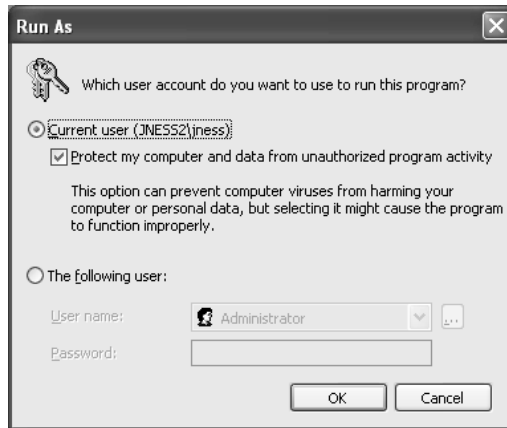 Run As
Which user account do you want to use to run this program?
Current user (JNESS2\jness)
Protect my computer and data from unauthorized program activity
This option can prevent computer viruses from harming your
computer or personal data, but selecting it might cause the program
to function improperly.
The following user:
User name: Administrator ...
Password:
OK Cancel